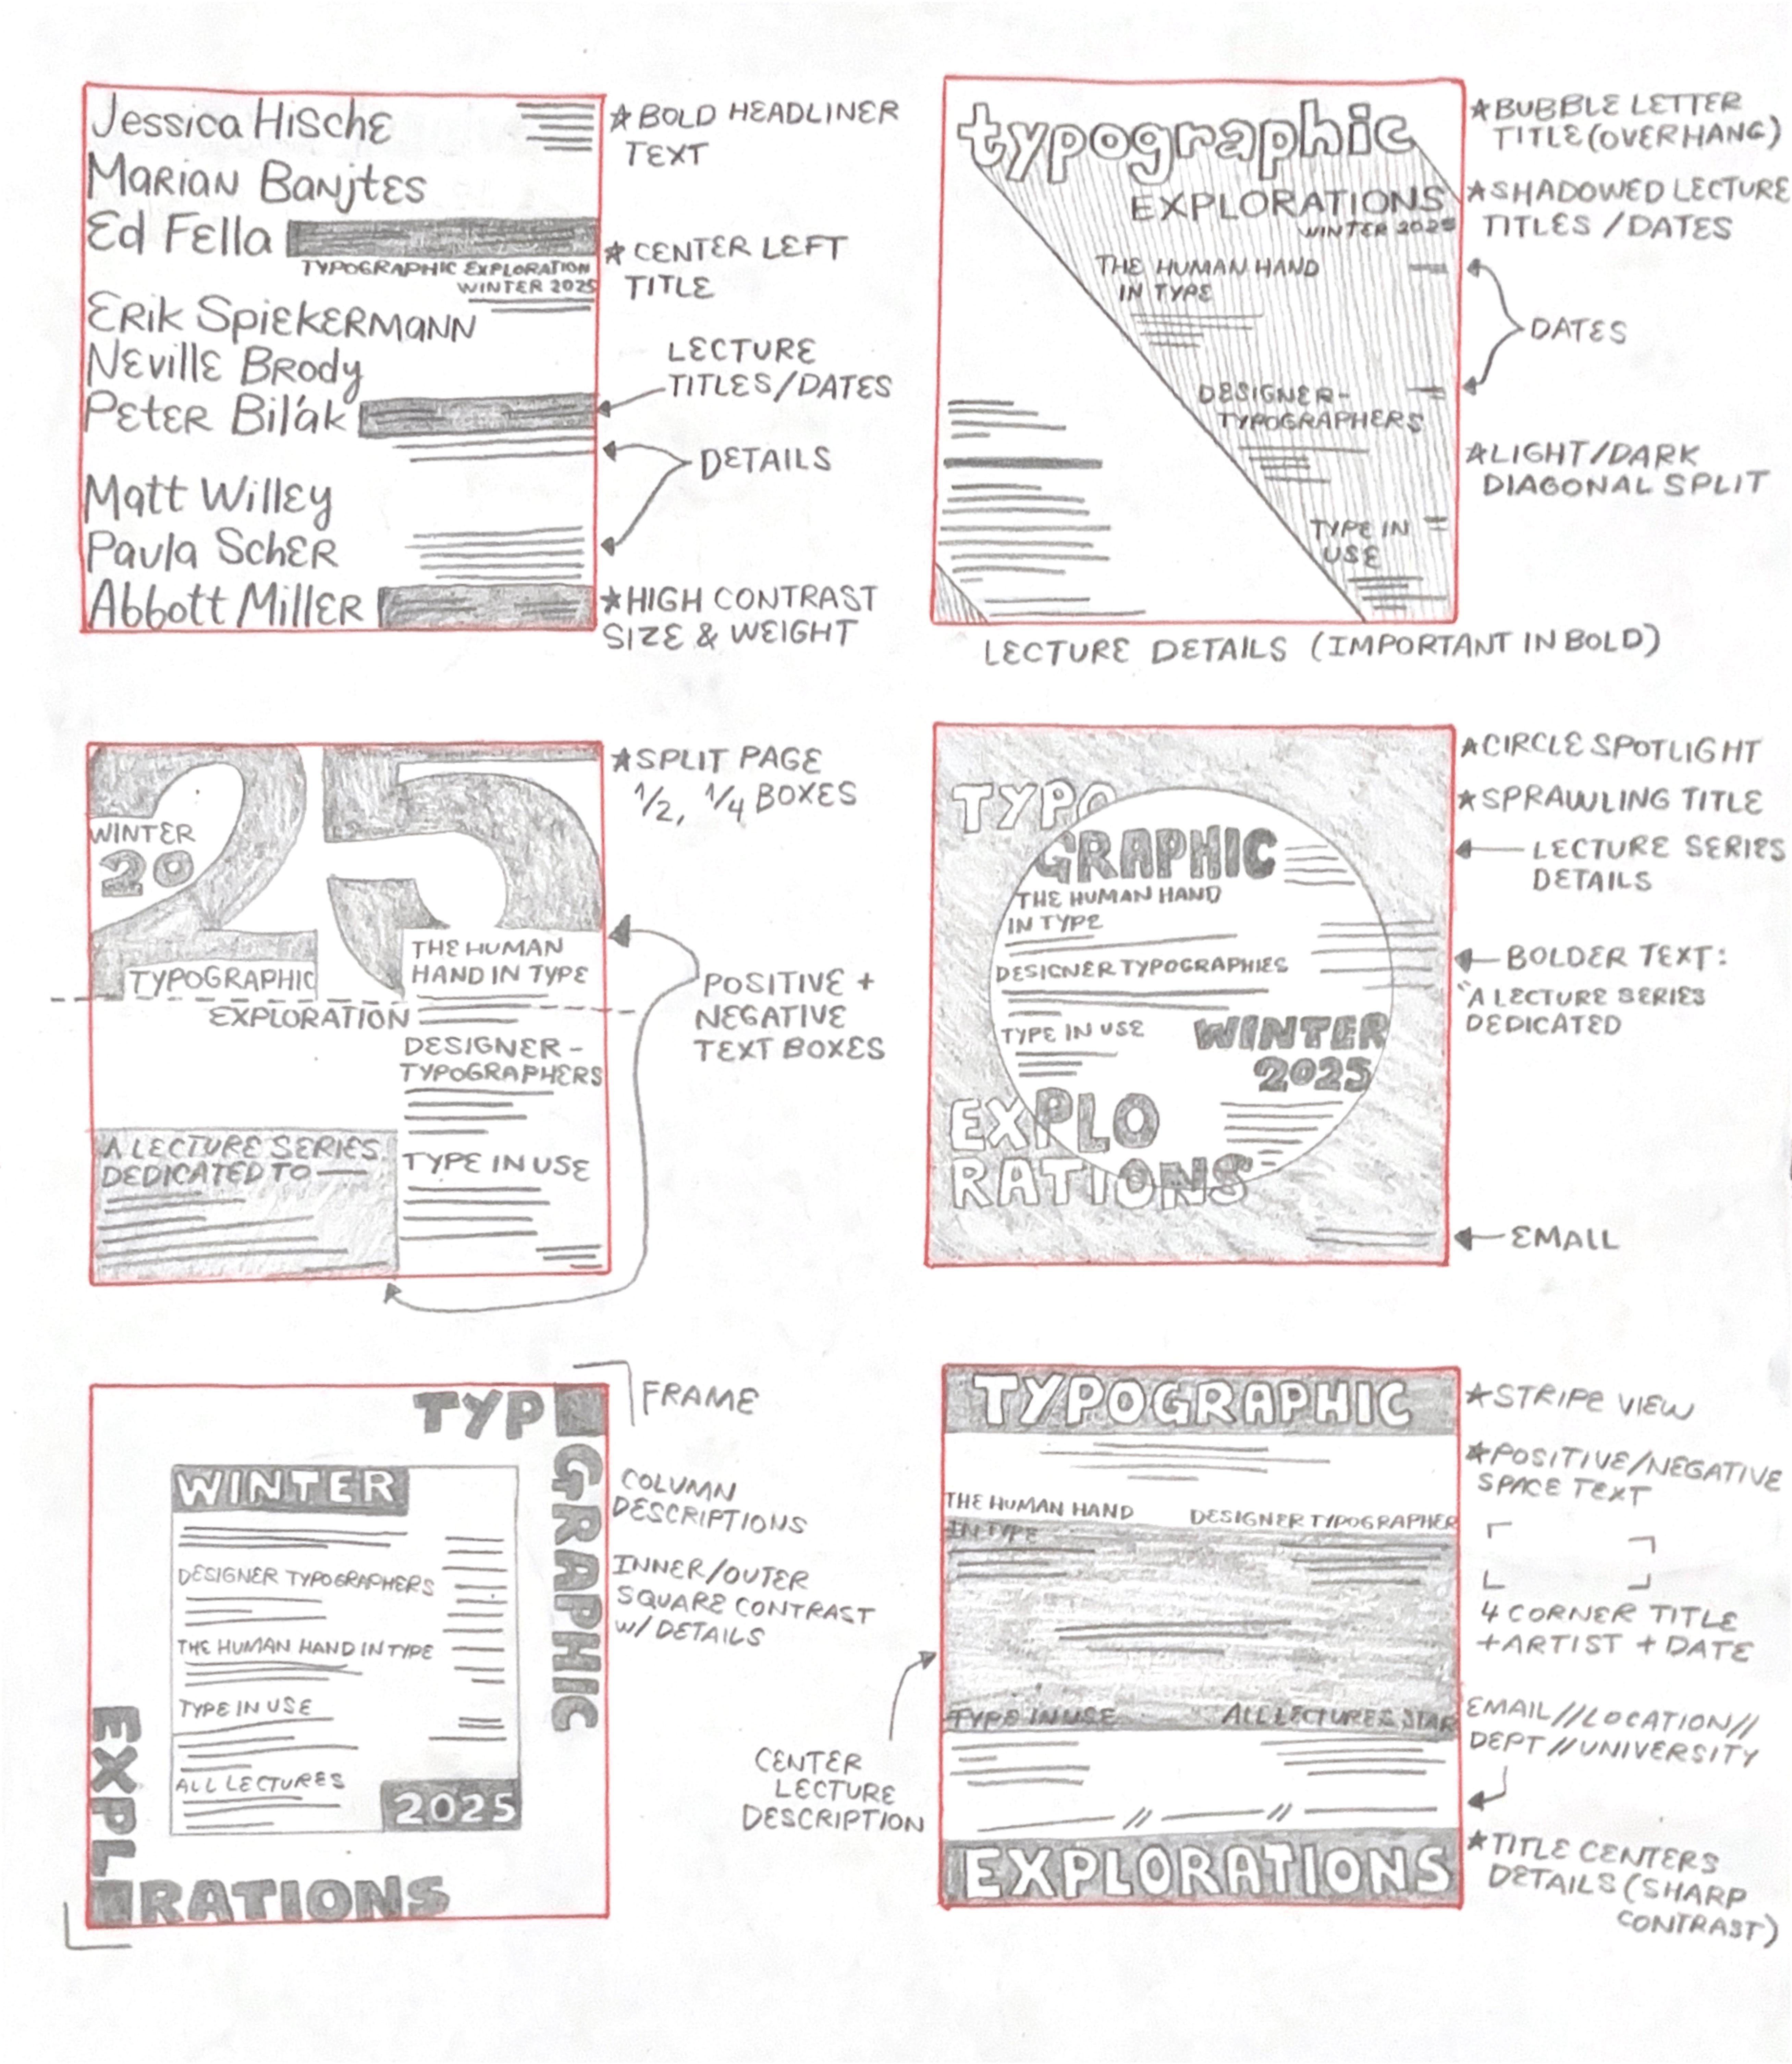 Jessica Hische
Marian Banjtes
Ed Fella
TYPOGRAPHIC EXPLORATION
WINTER 2025
Erik Spiekermann
Neville Brody
Peter Bil'ak
Matt Willey
Paula Scher
Abbott Miller
★BOLD HEADLINER
TEXT
★CENTER LEFT
TITLE
LECTURE
TITLES/DATES
DETAILS
★HIGH CONTRAST
SIZE & WEIGHT
typographic
EXPLORATIONS
WINTER 2025
THE HUMAN HAND
IN TYPE
DESIGNER-
TYPOGRAPHERS
TYPE IN
USE
★BUBBLE LETTER
TITLE (OVERHANG)
★SHADOWED LECTURE
TITLES/DATES
DATES
★LIGHT/DARK
DIAGONAL SPLIT
LECTURE DETAILS (IMPORTANT IN BOLD)
25
WINTER
20
TYPOGRAPHIC
EXPLORATION
THE HUMAN
HAND IN TYPE
DESIGNER-
TYPOGRAPHERS
TYPE IN USE
A LECTURE SERIES
DEDICATED TO
★SPLIT PAGE
1/2, 1/4 BOXES
POSITIVE +
NEGATIVE
TEXT BOXES
TYPO
GRAPHIC
THE HUMAN HAND
IN TYPE
DESIGNER TYPOGRAPHIES
TYPE IN USE
WINTER
2025
EXPLO
RATIONS
★CIRCLE SPOTLIGHT
★SPRAWLING TITLE
LECTURE SERIES
DETAILS
BOLDER TEXT:
"A LECTURE SERIES
DEDICATED
EMAIL
TYP
GRAPHIC
WINTER
DESIGNER TYPOGRAPHERS
THE HUMAN HAND IN TYPE
TYPE IN USE
ALL LECTURES
2025
EXPL
RATIONS
FRAME
COLUMN
DESCRIPTIONS
INNER/OUTER
SQUARE CONTRAST
W/ DETAILS
TYPOGRAPHIC
THE HUMAN HAND
IN TYPE
DESIGNER TYPOGRAPHER
TYPE IN USE
ALL LECTURES STAR
// //
EXPLORATIONS
CENTER
LECTURE
DESCRIPTION
★STRIPE VIEW
★POSITIVE/NEGATIVE
SPACE TEXT
4 CORNER TITLE
+ARTIST + DATE
EMAIL//LOCATION//
DEPT//UNIVERSITY
★TITLE CENTERS
DETAILS (SHARP
CONTRAST)